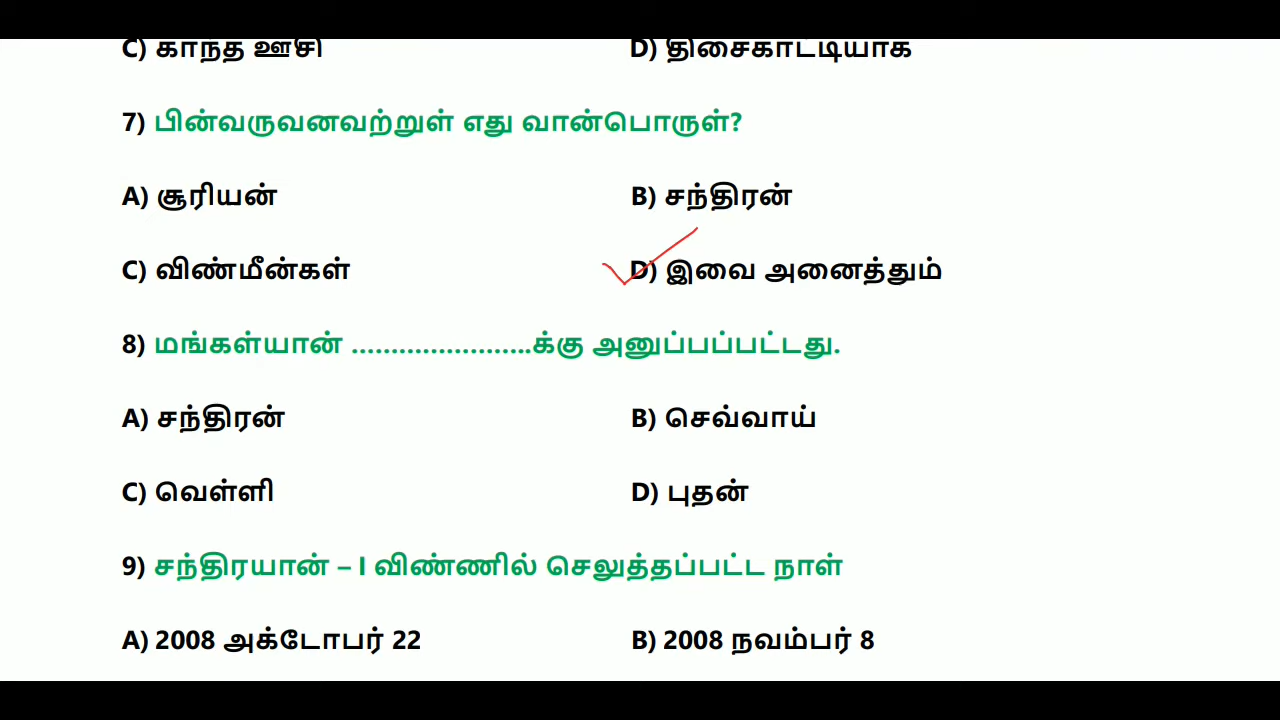 C) காந்த ஊசி D) திசைகாட்டியாக
7) பின்வருவனவற்றுள் எது வான்பொருள்?
A) சூரியன் B) சந்திரன்
C) விண்மீன்கள் D) இவை அனைத்தும்
8) மங்கள்யான் .......................க்கு அனுப்பப்பட்டது.
A) சந்திரன் B) செவ்வாய்
C) வெள்ளி D) புதன்
9) சந்திரயான் – I விண்ணில் செலுத்தப்பட்ட நாள்
A) 2008 அக்டோபர் 22 B) 2008 நவம்பர் 8